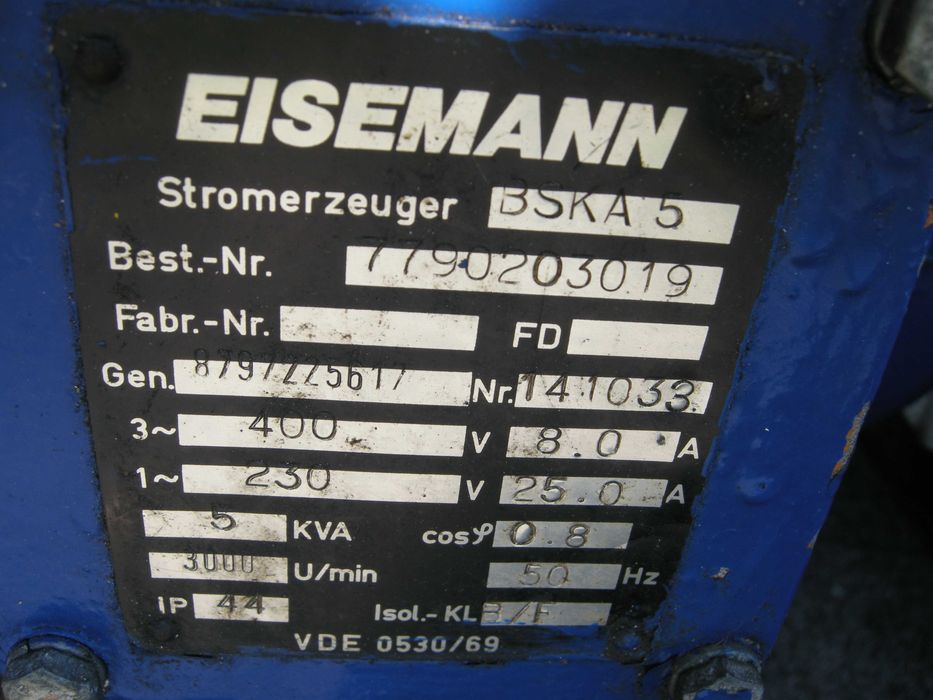 EISEMANN
Stromerzeuger BSKA 5
Best.-Nr. 7790203019
Fabr.-Nr. FD
Gen. 8797225617 Nr. 141033
3~ 400 V 8.0 A
1~ 230 V 25.0 A
5 KVA cosφ 0.8
3000 U/min 50 Hz
IP 44 Isol.-KL B/F
VDE 0530/69